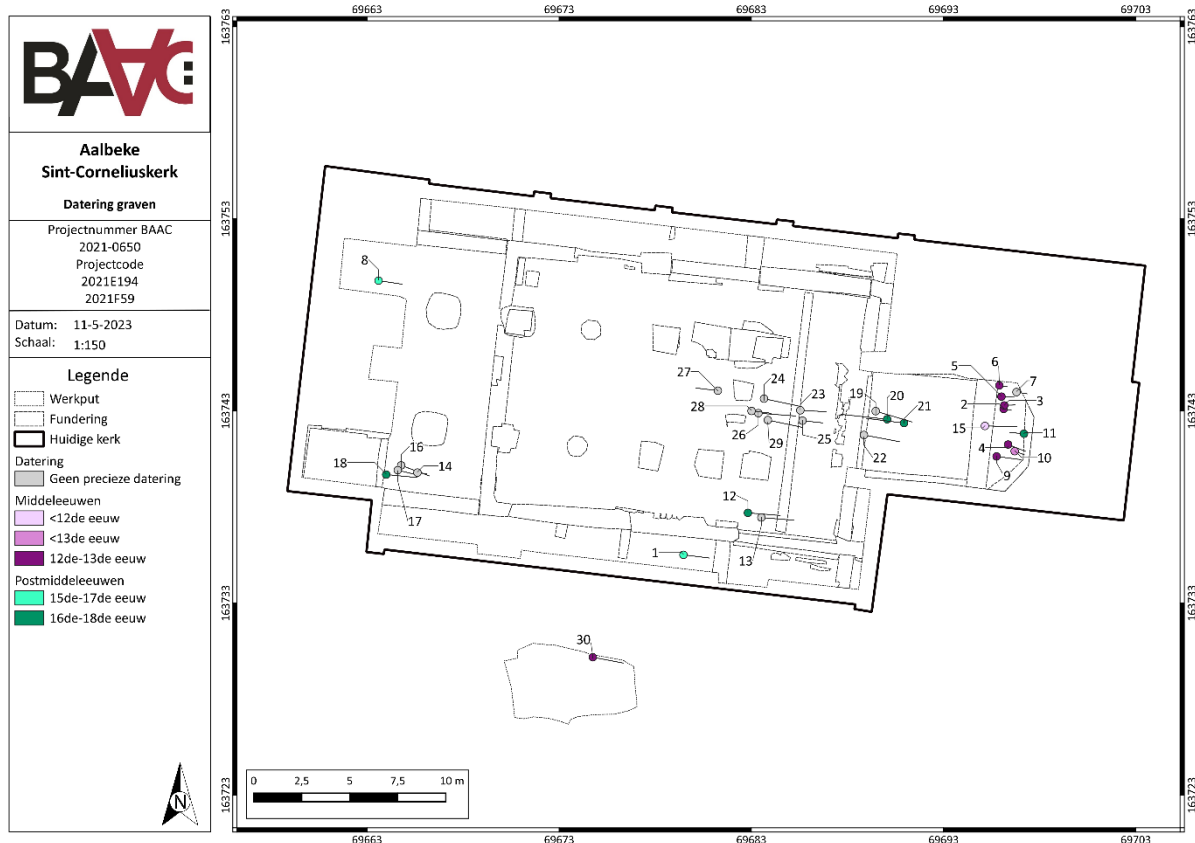 BAAC
Aalbeke
Sint-Corneliuskerk
Datering graven
Projectnummer BAAC
2021-0650
Projectcode
2021E194
2021F59
Datum: 11-5-2023
Schaal: 1:150
Legende
Werkput
Fundering
Huidige kerk
Datering
Geen precieze datering
Middeleeuwen
<12de eeuw
<13de eeuw
12de-13de eeuw
Postmiddeleeuwen
15de-17de eeuw
16de-18de eeuw
N
69663 69673 69683 69693 69703
163763 163763
163753 163753
8
6
5 7
27 24 23 19 20 2 3
28 21
163743 163743
26 29 25 15 11
22 4 10
16 14 9
18
17 12
13
1
163733 163733
30
0 2,5 5 7,5 10 m
163723 163723
69663 69673 69683 69693 69703